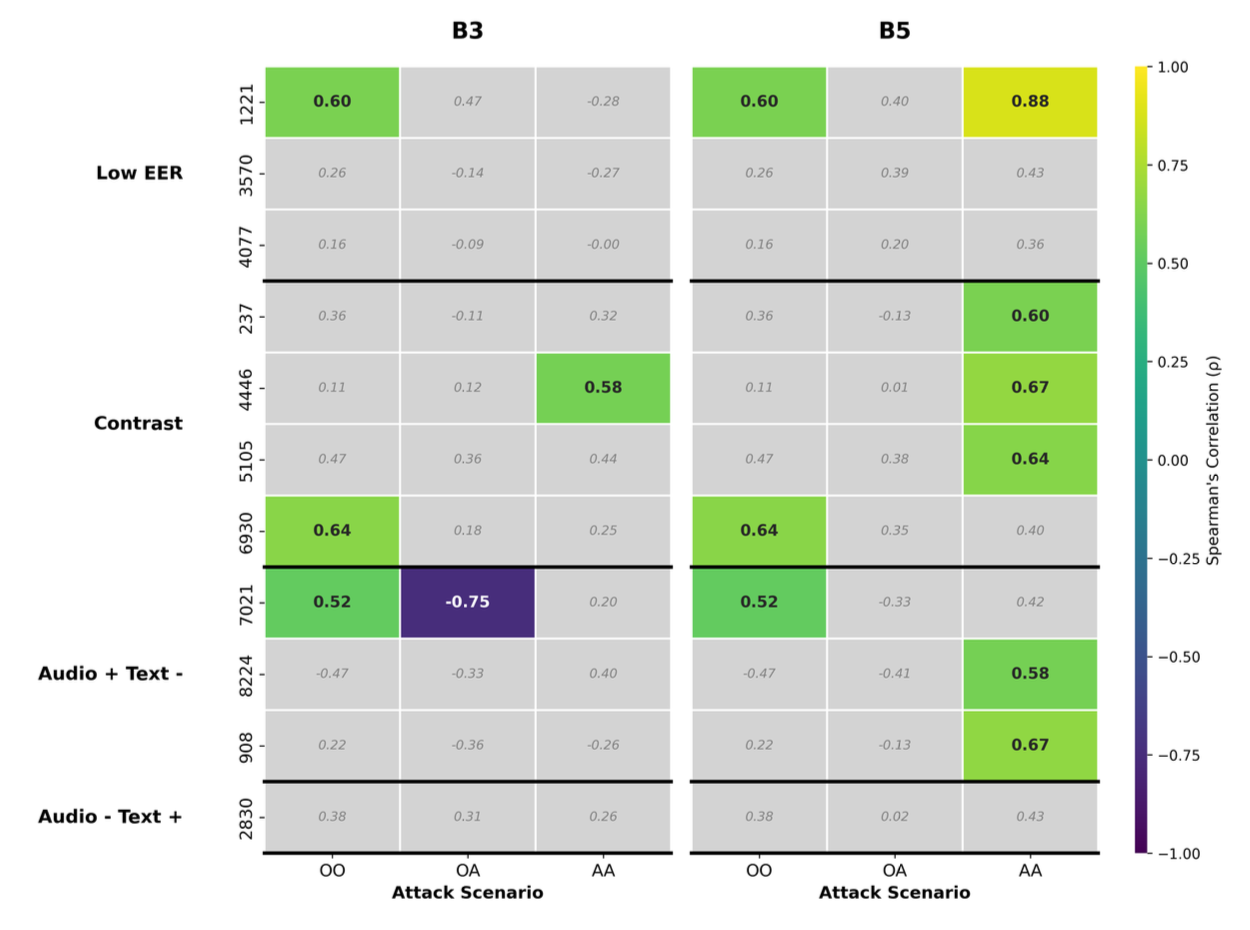 B3 B5
1221 0.60 0.47 -0.28 0.60 0.40 0.88
Low EER 3570 0.26 -0.14 -0.27 0.26 0.39 0.43
4077 0.16 -0.09 -0.00 0.16 0.20 0.36
237 0.36 -0.11 0.32 0.36 -0.13 0.60
Contrast
4446 0.11 0.12 0.58 0.11 0.01 0.67
5105 0.47 0.36 0.44 0.47 0.38 0.64
6930 0.64 0.18 0.25 0.64 0.35 0.40
7021 0.52 -0.75 0.20 0.52 -0.33 0.42
Audio + Text - 8224 -0.47 -0.33 0.40 -0.47 -0.41 0.58
908 0.22 -0.36 -0.26 0.22 -0.13 0.67
Audio - Text + 2830 0.38 0.31 0.26 0.38 0.02 0.43
OO OA AA OO OA AA
Attack Scenario Attack Scenario
1.00
0.75
0.50
0.25
0.00
−0.25
−0.50
−0.75
−1.00
Spearman's Correlation (ρ)